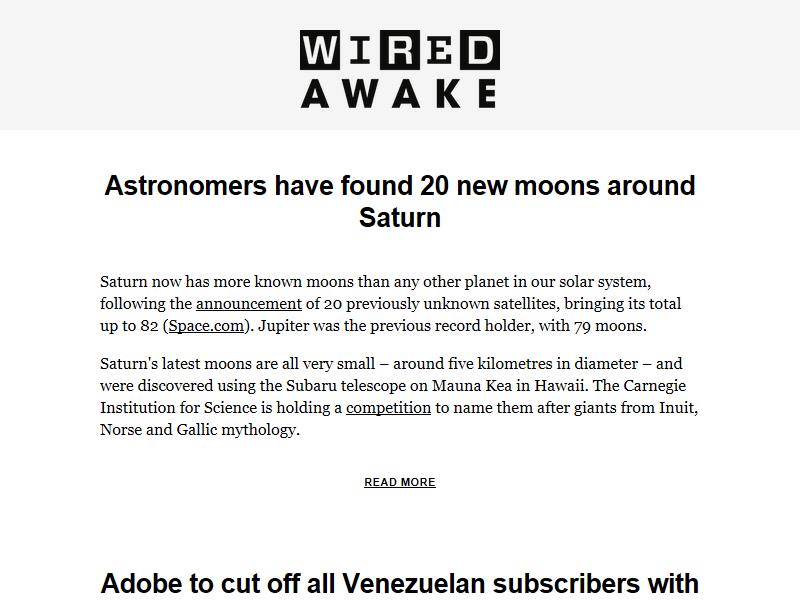 WIRED
AWAKE
Astronomers have found 20 new moons around
Saturn
Saturn now has more known moons than any other planet in our solar system,
following the announcement of 20 previously unknown satellites, bringing its total
up to 82 (Space.com). Jupiter was the previous record holder, with 79 moons.
Saturn's latest moons are all very small – around five kilometres in diameter – and
were discovered using the Subaru telescope on Mauna Kea in Hawaii. The Carnegie
Institution for Science is holding a competition to name them after giants from Inuit,
Norse and Gallic mythology.
READ MORE
Adobe to cut off all Venezuelan subscribers with